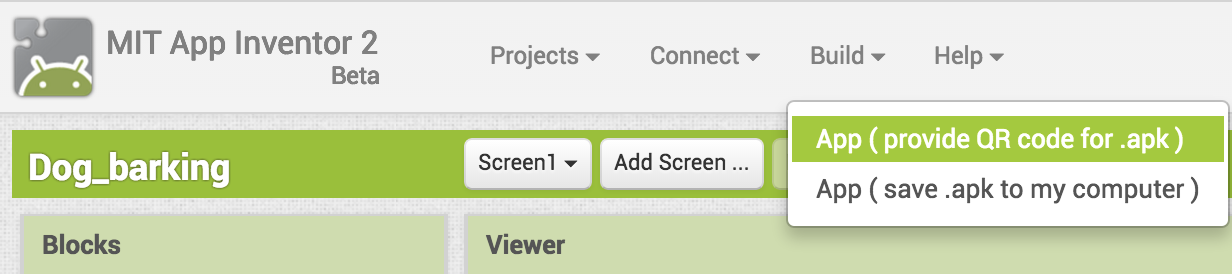 MIT App Inventor 2
Beta
Projects Connect Build Help
App ( provide QR code for .apk )
App ( save .apk to my computer )
Dog_barking
Screen1 Add Screen ...
Blocks
Viewer